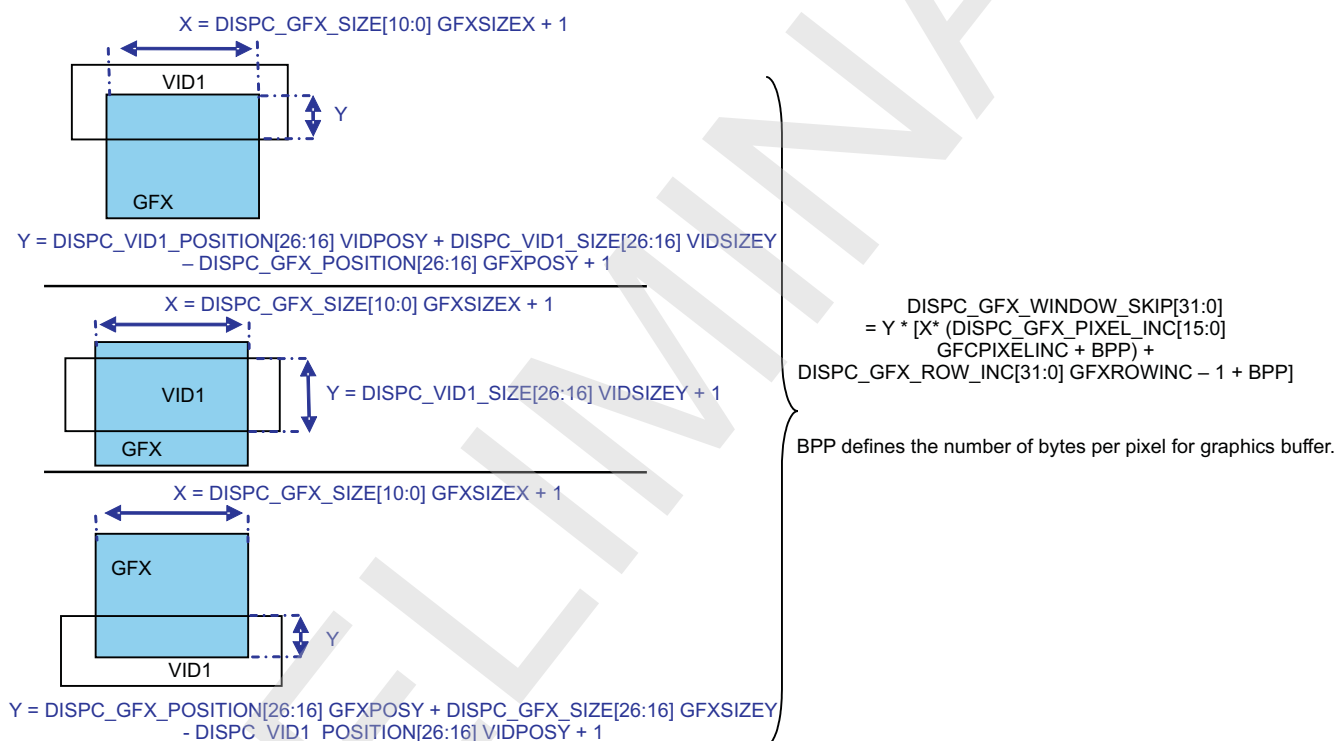 X = DISPC_GFX_SIZE[10:0] GFXSIZEX + 1
VID1
Y
GFX
Y = DISPC_VID1_POSITION[26:16] VIDPOSY + DISPC_VID1_SIZE[26:16] VIDSIZEY
– DISPC_GFX_POSITION[26:16] GFXPOSY + 1
X = DISPC_GFX_SIZE[10:0] GFXSIZEX + 1
VID1
Y = DISPC_VID1_SIZE[26:16] VIDSIZEY + 1
GFX
X = DISPC_GFX_SIZE[10:0] GFXSIZEX + 1
GFX
Y
VID1
Y = DISPC_GFX_POSITION[26:16] GFXPOSY + DISPC_GFX_SIZE[26:16] GFXSIZEY
- DISPC_VID1_POSITION[26:16] VIDPOSY + 1
DISPC_GFX_WINDOW_SKIP[31:0]
= Y * [X* (DISPC_GFX_PIXEL_INC[15:0]
GFCPIXELINC + BPP) +
DISPC_GFX_ROW_INC[31:0] GFXROWINC – 1 + BPP]
BPP defines the number of bytes per pixel for graphics buffer.